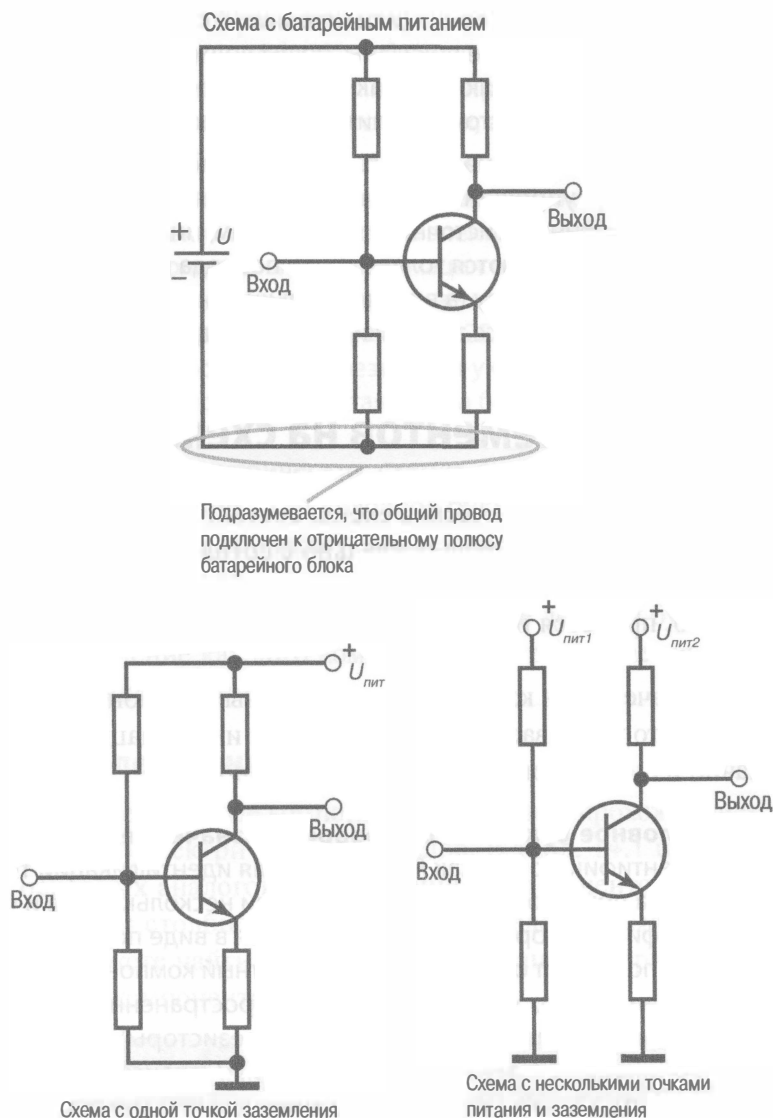 Схема с батарейным питанием
Выход
+
U
Вход
−
Подразумевается, что общий провод
подключен к отрицательному полюсу
батарейного блока
+
Uпит
Выход
Вход
Схема с одной точкой заземления
+
Uпит1
+
Uпит2
Выход
Вход
Схема с несколькими точками
питания и заземления